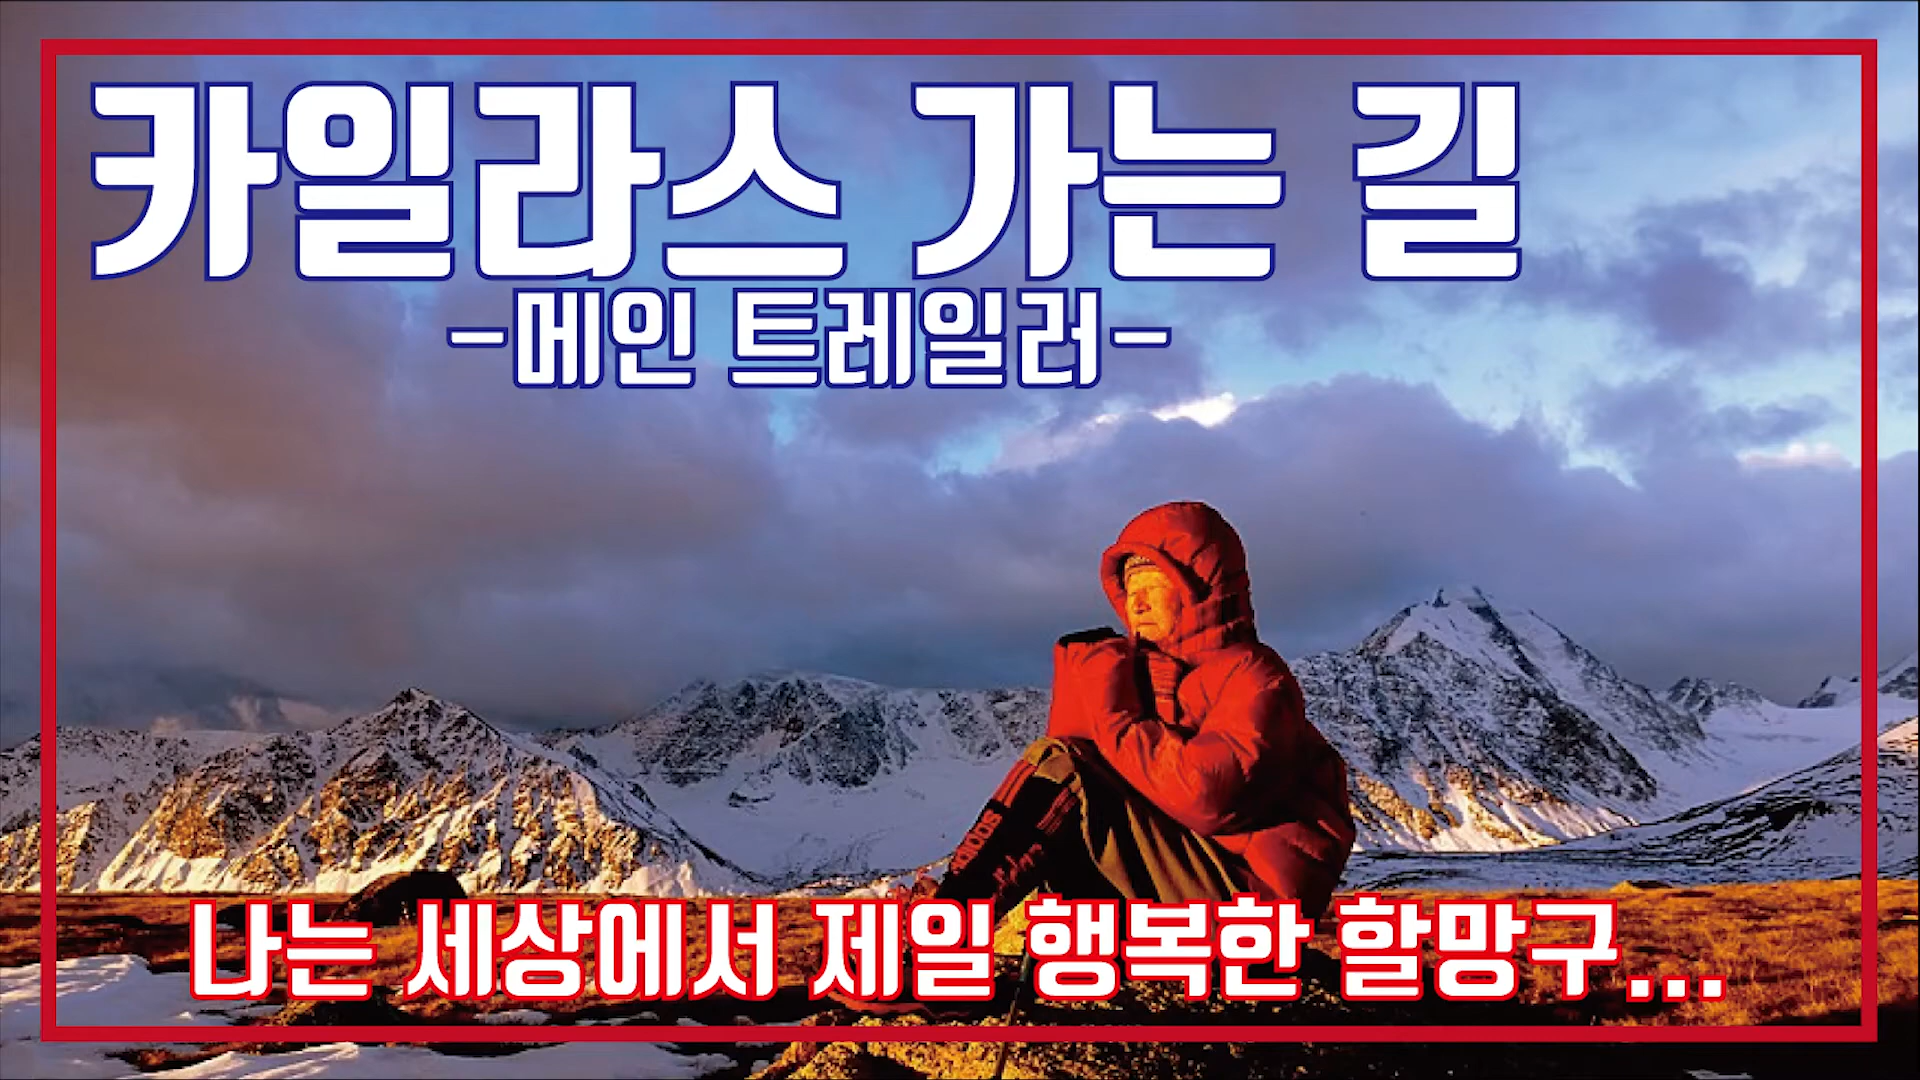 카일라스 가는 길
-메인 트레일러-
adidas
나는 세상에서 제일 행복한 할망구...